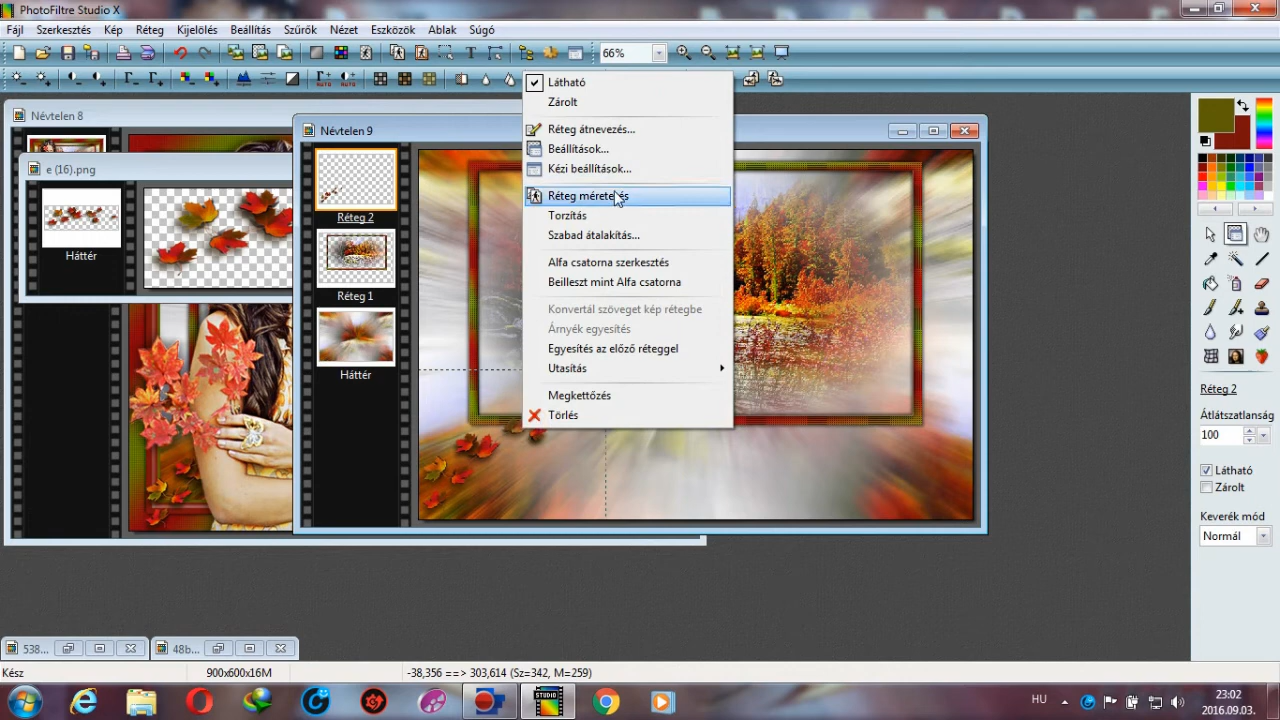 PhotoFiltre Studio X
Fájl Szerkesztés Kép Réteg Kijelölés Beállítás Szűrők Nézet Eszközök Ablak Súgó
66%
AUTO AUTO
Névtelen 8
e (16).png
Háttér
Névtelen 9
Réteg 2
Réteg 1
Háttér
Látható
Zárolt
Réteg átnevezés...
Beállítások...
Kézi beállítások...
Réteg méretezés
Torzítás
Szabad átalakítás...
Alfa csatorna szerkesztés
Beilleszt mint Alfa csatorna
Konvertál szöveget kép rétegbe
Árnyék egyesítés
Egyesítés az előző réteggel
Utasítás
Megkettőzés
Törlés
Réteg 2
Átlátszatlanság
100
Látható
Zárolt
Keverék mód
Normál
538...
48b...
Kész
900x600x16M
-38,356 ==> 303,614 (Sz=342, M=259)
STUDIO
HU
23:02
2016.09.03.